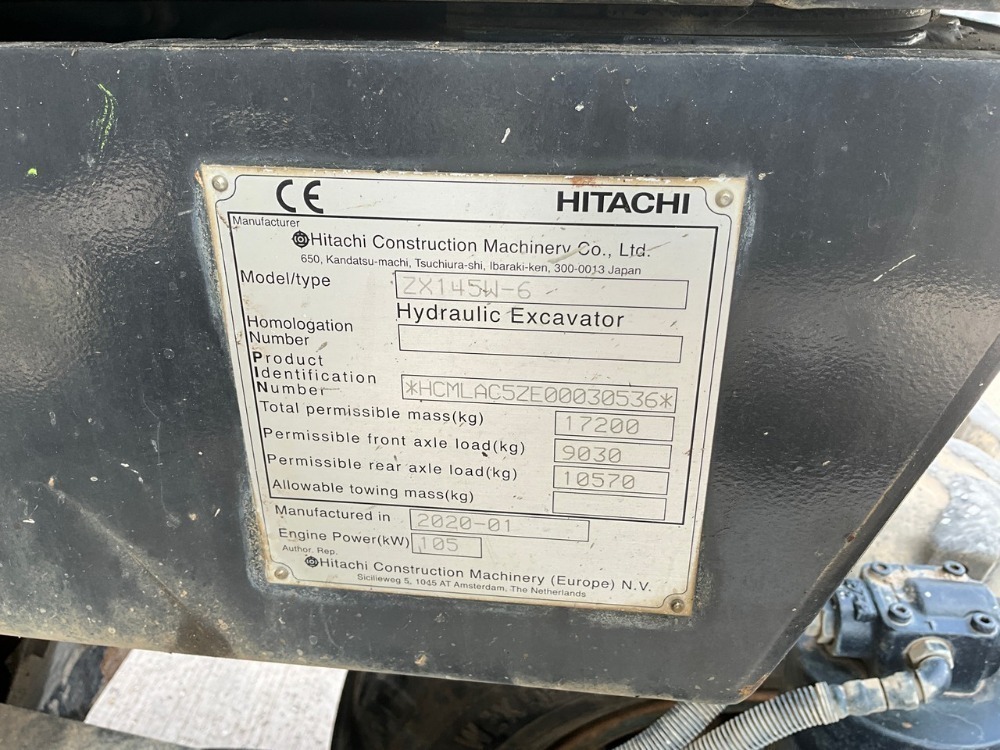 CE HITACHI
Manufacturer
Hitachi Construction Machinery Co., Ltd.
650, Kandatsu-machi, Tsuchiura-shi, Ibaraki-ken, 300-0013 Japan
Model/type ZX145W-6
Hydraulic Excavator
Homologation
Number
Product
Identification
Number *HCMLAC5ZE00030536*
Total permissible mass(kg) 17200
Permissible front axle load(kg) 9030
Permissible rear axle load(kg) 10570
Allowable towing mass(kg)
Manufactured in 2020-01
Engine Power(kW) 105
Author. Rep.
Hitachi Construction Machinery (Europe) N.V.
Sicilieweg 5, 1045 AT Amsterdam, The Netherlands